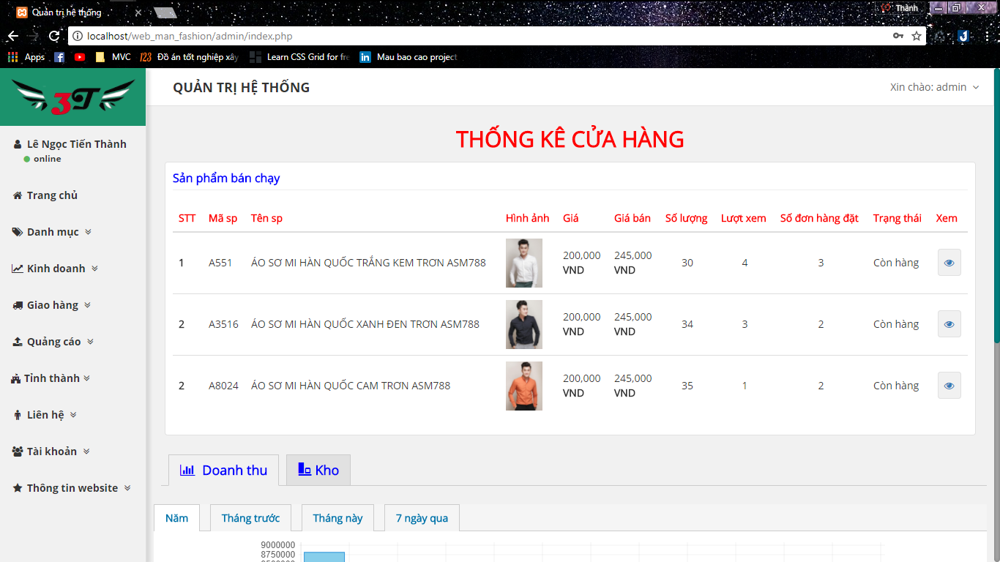 Quản trị hệ thống
Thành
localhost/web_man_fashion/admin/index.php
Apps MVC 123 Đồ án tốt nghiệp xây Learn CSS Grid for fre Mau bao cao project
3T
QUẢN TRỊ HỆ THỐNG
Xin chào: admin
Lê Ngọc Tiến Thành
online
Trang chủ
Danh mục
Kinh doanh
Giao hàng
Quảng cáo
Tỉnh thành
Liên hệ
Tài khoản
Thông tin website
THỐNG KÊ CỬA HÀNG
Sản phẩm bán chạy
STT Mã sp Tên sp Hình ảnh Giá Giá bán Số lượng Lượt xem Số đơn hàng đặt Trạng thái Xem
1 A551 ÁO SƠ MI HÀN QUỐC TRẮNG KEM TRƠN ASM788 200,000 VND 245,000 VND 30 4 3 Còn hàng
2 A3516 ÁO SƠ MI HÀN QUỐC XANH ĐEN TRƠN ASM788 200,000 VND 245,000 VND 34 3 2 Còn hàng
2 A8024 ÁO SƠ MI HÀN QUỐC CAM TRƠN ASM788 200,000 VND 245,000 VND 35 1 2 Còn hàng
Doanh thu Kho
Năm Tháng trước Tháng này 7 ngày qua
9000000
8750000